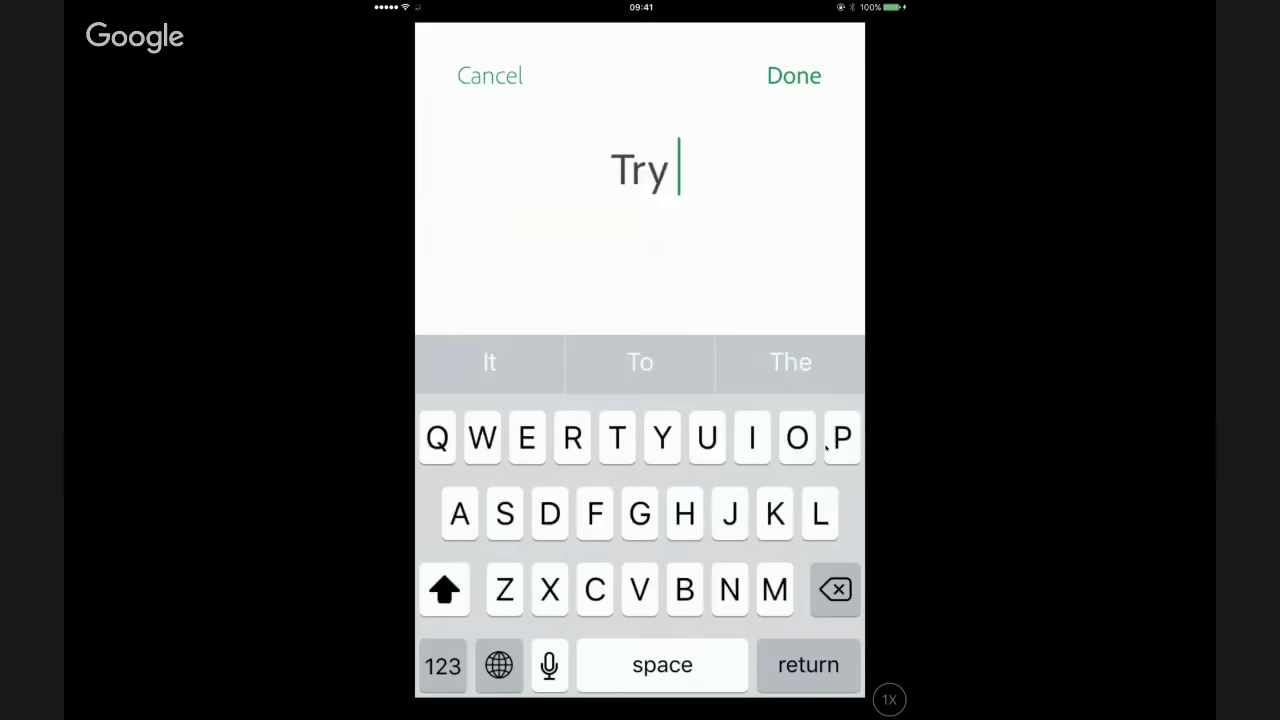 09:41
100%
Google
Cancel
Done
Try
It
To
The
Q W E R T Y U I O P
A S D F G H J K L
Z X C V B N M
123
space
return
1X